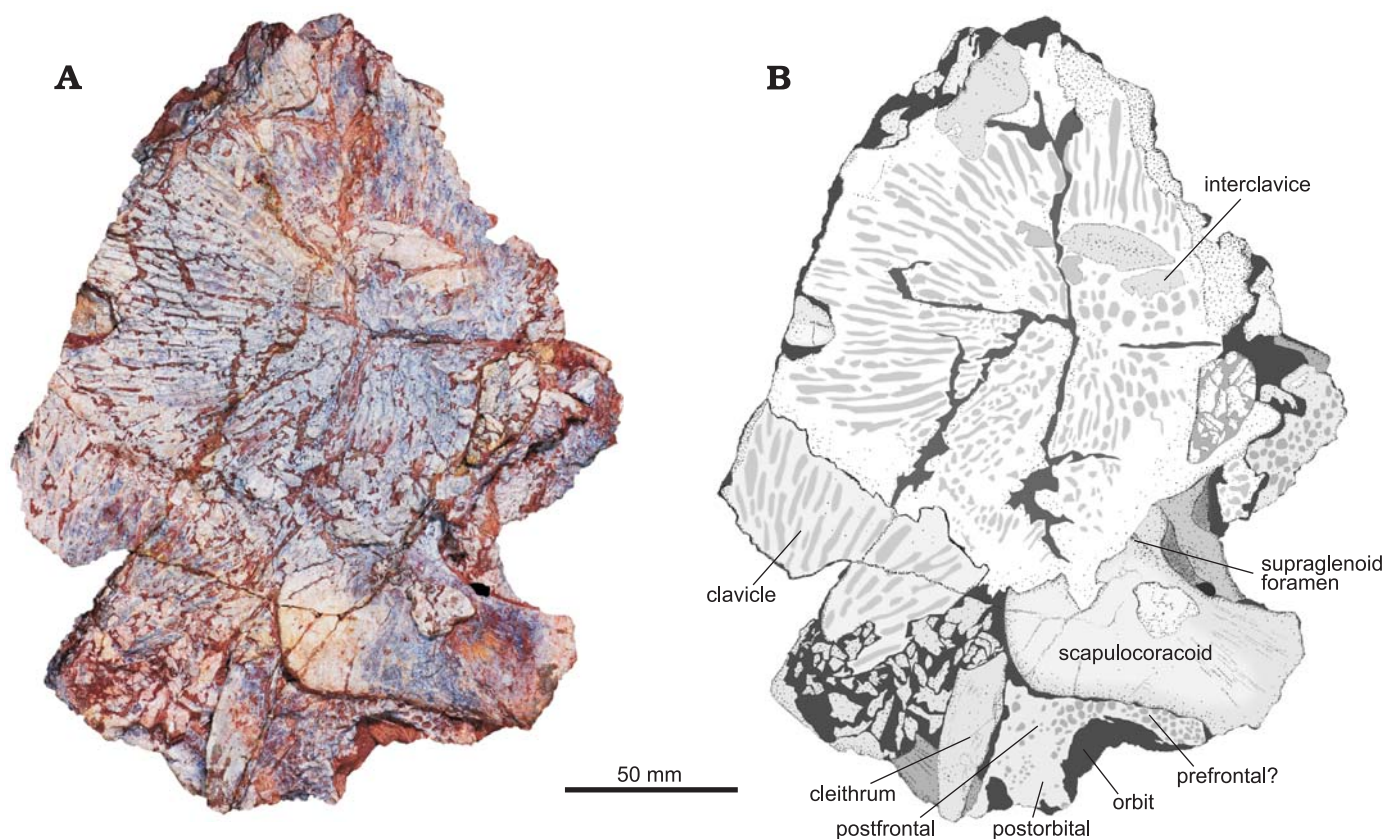 A
B
interclavice
supraglenoid
foramen
clavicle
scapulocoracoid
50 mm
cleithrum
prefrontal?
orbit
postfrontal
postorbital